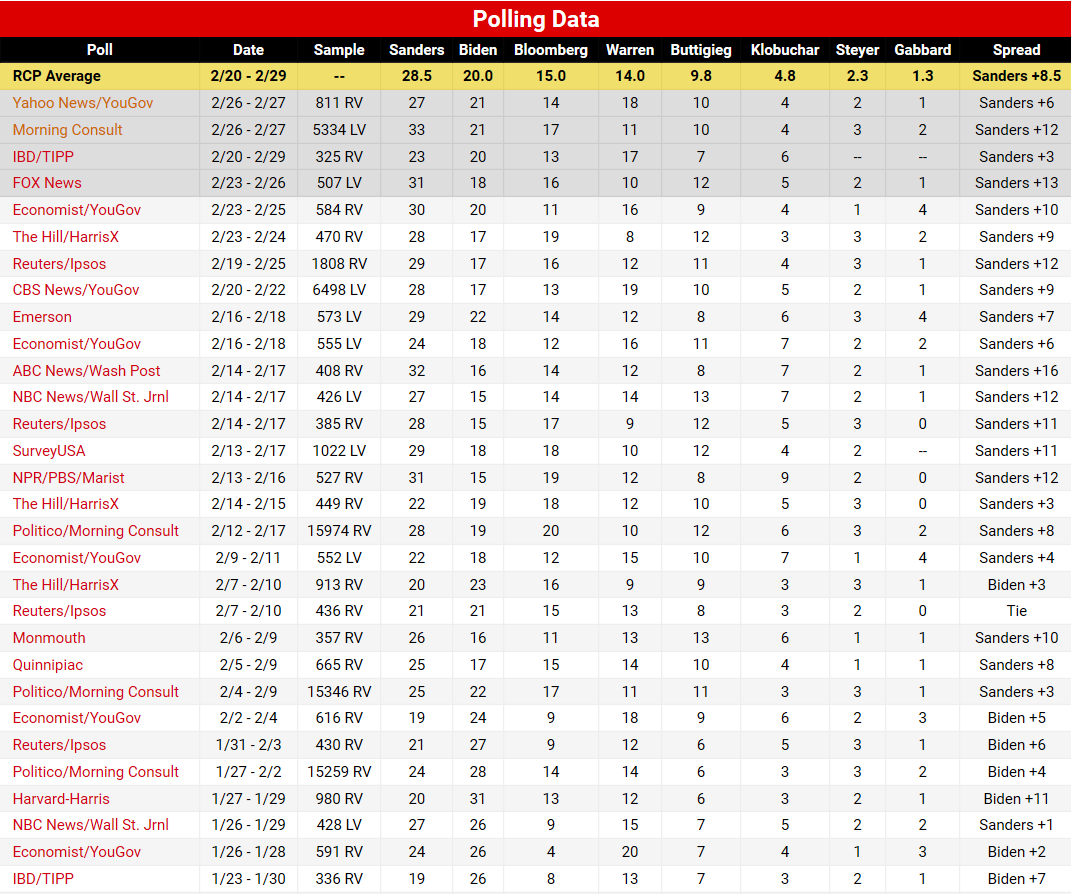 Polling Data
Poll Date Sample Sanders Biden Bloomberg Warren Buttigieg Klobuchar Steyer Gabbard Spread
RCP Average 2/20 - 2/29 -- 28.5 20.0 15.0 14.0 9.8 4.8 2.3 1.3 Sanders +8.5
Yahoo News/YouGov 2/26 - 2/27 811 RV 27 21 14 18 10 4 2 1 Sanders +6
Morning Consult 2/26 - 2/27 5334 LV 33 21 17 11 10 4 3 2 Sanders +12
IBD/TIPP 2/20 - 2/29 325 RV 23 20 13 17 7 6 -- -- Sanders +3
FOX News 2/23 - 2/26 507 LV 31 18 16 10 12 5 2 1 Sanders +13
Economist/YouGov 2/23 - 2/25 584 RV 30 20 11 16 9 4 1 4 Sanders +10
The Hill/HarrisX 2/23 - 2/24 470 RV 28 17 19 8 12 3 3 2 Sanders +9
Reuters/Ipsos 2/19 - 2/25 1808 RV 29 17 16 12 11 4 3 1 Sanders +12
CBS News/YouGov 2/20 - 2/22 6498 LV 28 17 13 19 10 5 2 1 Sanders +9
Emerson 2/16 - 2/18 573 LV 29 22 14 12 8 6 3 4 Sanders +7
Economist/YouGov 2/16 - 2/18 555 LV 24 18 12 16 11 7 2 2 Sanders +6
ABC News/Wash Post 2/14 - 2/17 408 RV 32 16 14 12 8 7 2 1 Sanders +16
NBC News/Wall St. Jrnl 2/14 - 2/17 426 LV 27 15 14 14 13 7 2 1 Sanders +12
Reuters/Ipsos 2/14 - 2/17 385 RV 28 15 17 9 12 5 3 0 Sanders +11
SurveyUSA 2/13 - 2/17 1022 LV 29 18 18 10 12 4 2 -- Sanders +11
NPR/PBS/Marist 2/13 - 2/16 527 RV 31 15 19 12 8 9 2 0 Sanders +12
The Hill/HarrisX 2/14 - 2/15 449 RV 22 19 18 12 10 5 3 0 Sanders +3
Politico/Morning Consult 2/12 - 2/17 15974 RV 28 19 20 10 12 6 3 2 Sanders +8
Economist/YouGov 2/9 - 2/11 552 LV 22 18 12 15 10 7 1 4 Sanders +4
The Hill/HarrisX 2/7 - 2/10 913 RV 20 23 16 9 9 3 3 1 Biden +3
Reuters/Ipsos 2/7 - 2/10 436 RV 21 21 15 13 8 3 2 0 Tie
Monmouth 2/6 - 2/9 357 RV 26 16 11 13 13 6 1 1 Sanders +10
Quinnipiac 2/5 - 2/9 665 RV 25 17 15 14 10 4 1 1 Sanders +8
Politico/Morning Consult 2/4 - 2/9 15346 RV 25 22 17 11 11 3 3 1 Sanders +3
Economist/YouGov 2/2 - 2/4 616 RV 19 24 9 18 9 6 2 3 Biden +5
Reuters/Ipsos 1/31 - 2/3 430 RV 21 27 9 12 6 5 3 1 Biden +6
Politico/Morning Consult 1/27 - 2/2 15259 RV 24 28 14 14 6 3 3 2 Biden +4
Harvard-Harris 1/27 - 1/29 980 RV 20 31 13 12 6 3 2 1 Biden +11
NBC News/Wall St. Jrnl 1/26 - 1/29 428 LV 27 26 9 15 7 5 2 2 Sanders +1
Economist/YouGov 1/26 - 1/28 591 RV 24 26 4 20 7 4 1 3 Biden +2
IBD/TIPP 1/23 - 1/30 336 RV 19 26 8 13 7 3 2 1 Biden +7